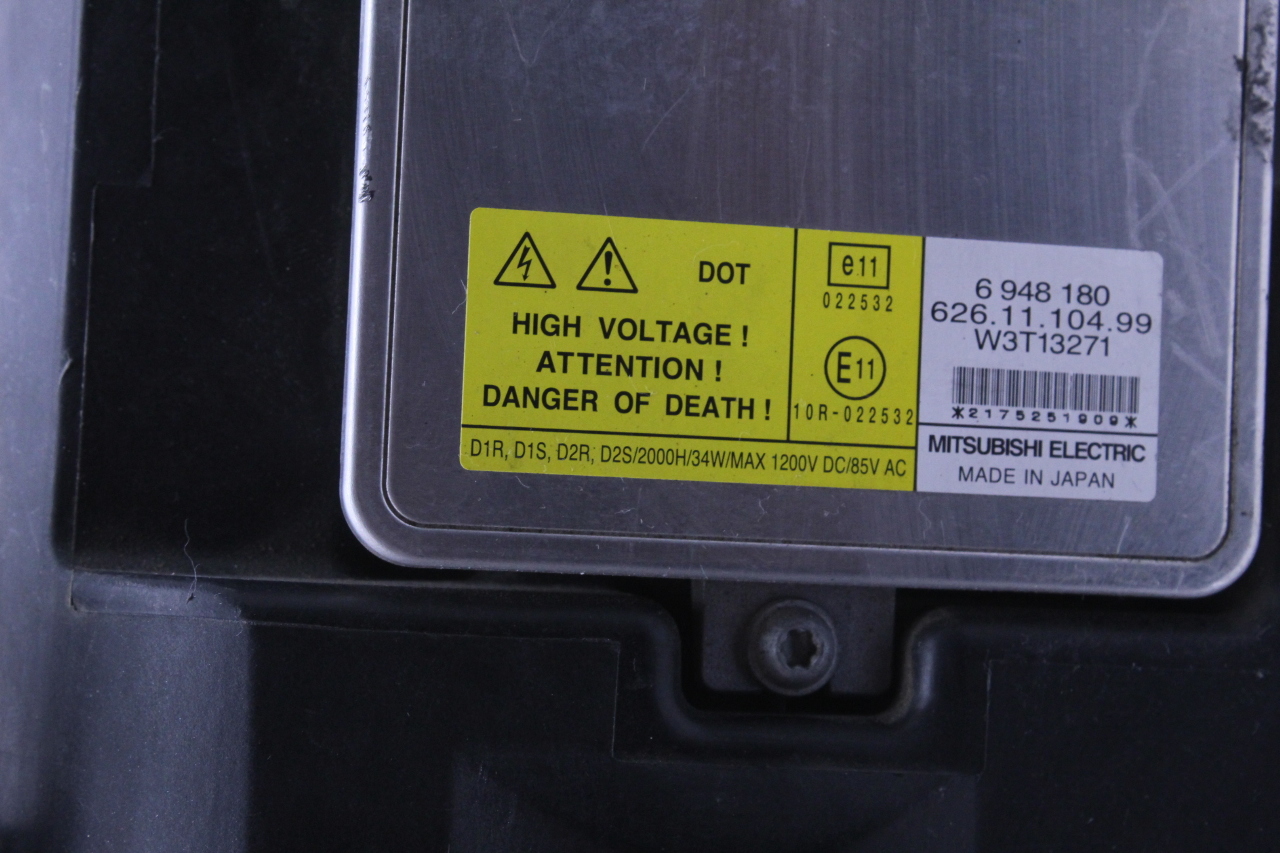 DOT
HIGH VOLTAGE !
ATTENTION !
DANGER OF DEATH !
D1R, D1S, D2R, D2S/2000H/34W/MAX 1200V DC/85V AC
e11
022532
E11
10R-022532
6 948 180
626.11.104.99
W3T13271
*2175251909*
MITSUBISHI ELECTRIC
MADE IN JAPAN